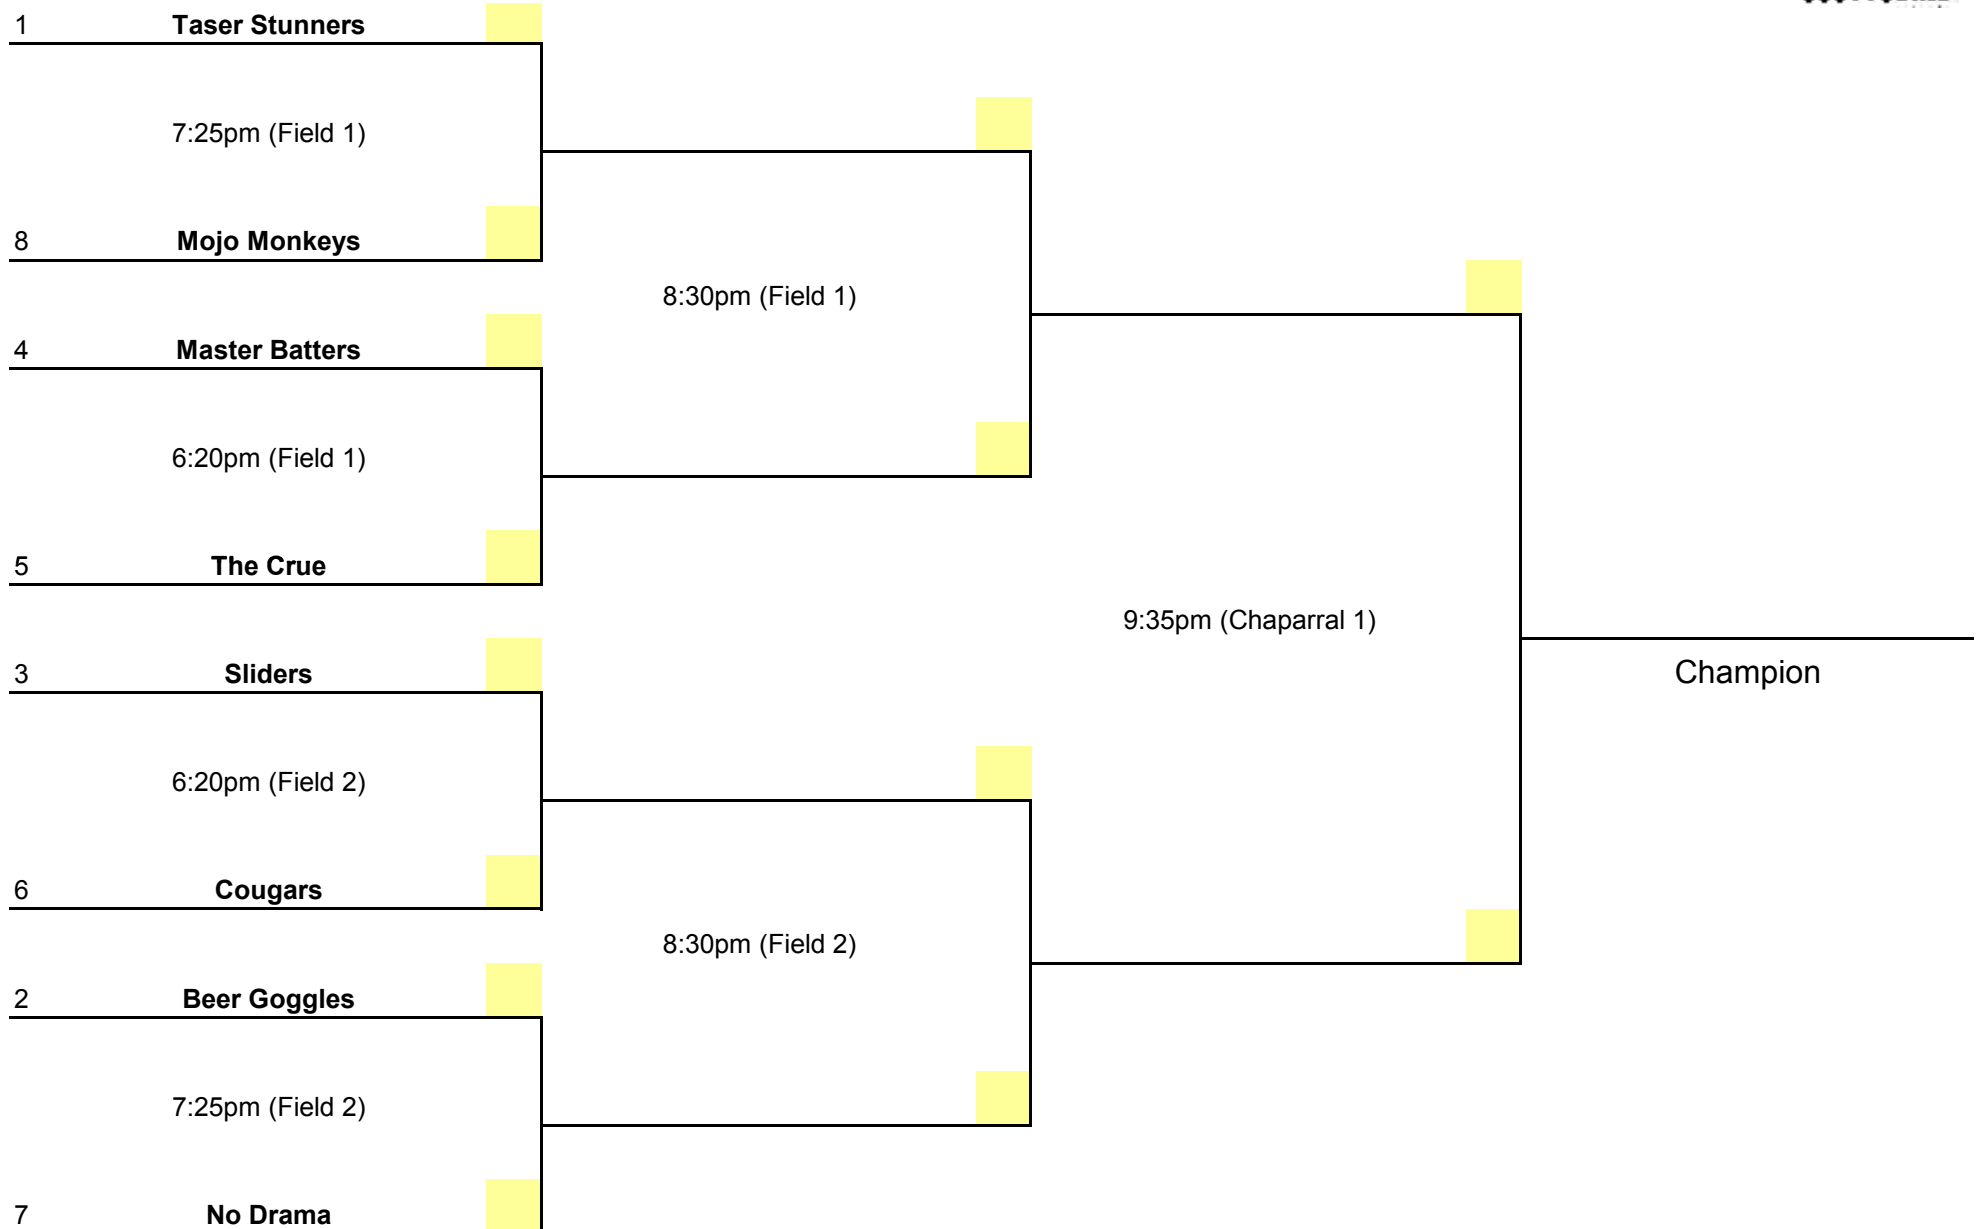 1 Taser Stunners
7:25pm (Field 1)
8 Mojo Monkeys
8:30pm (Field 1)
4 Master Batters
6:20pm (Field 1)
5 The Crue
9:35pm (Chaparral 1)
3 Sliders
Champion
6:20pm (Field 2)
6 Cougars
8:30pm (Field 2)
2 Beer Goggles
7:25pm (Field 2)
7 No Drama